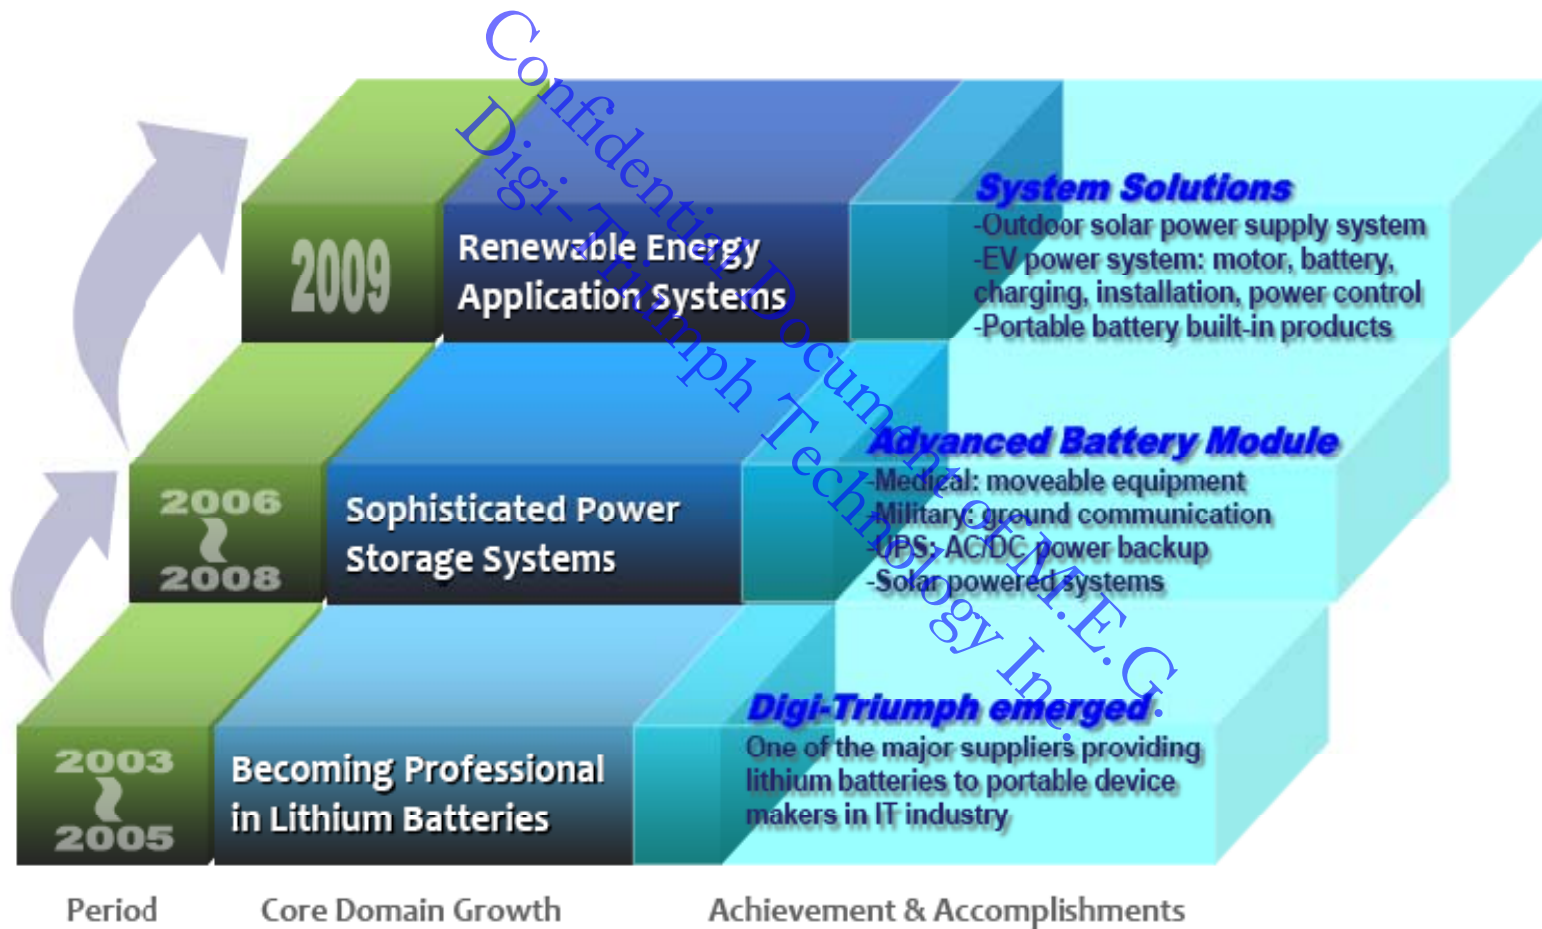 2009
Renewable Energy
Application Systems
System Solutions
-Outdoor solar power supply system
-EV power system: motor, battery,
charging, installation, power control
-Portable battery built-in products
2006
2008
Sophisticated Power
Storage Systems
Advanced Battery Module
-Medical: moveable equipment
-Military: ground communication
-UPS: AC/DC power backup
-Solar powered systems
2003
2005
Becoming Professional
in Lithium Batteries
Digi-Triumph emerged
One of the major suppliers providing
lithium batteries to portable device
makers in IT industry
Period
Core Domain Growth
Achievement & Accomplishments
Confidential Document of M.E.G.
Digi-Triumph Technology Inc.